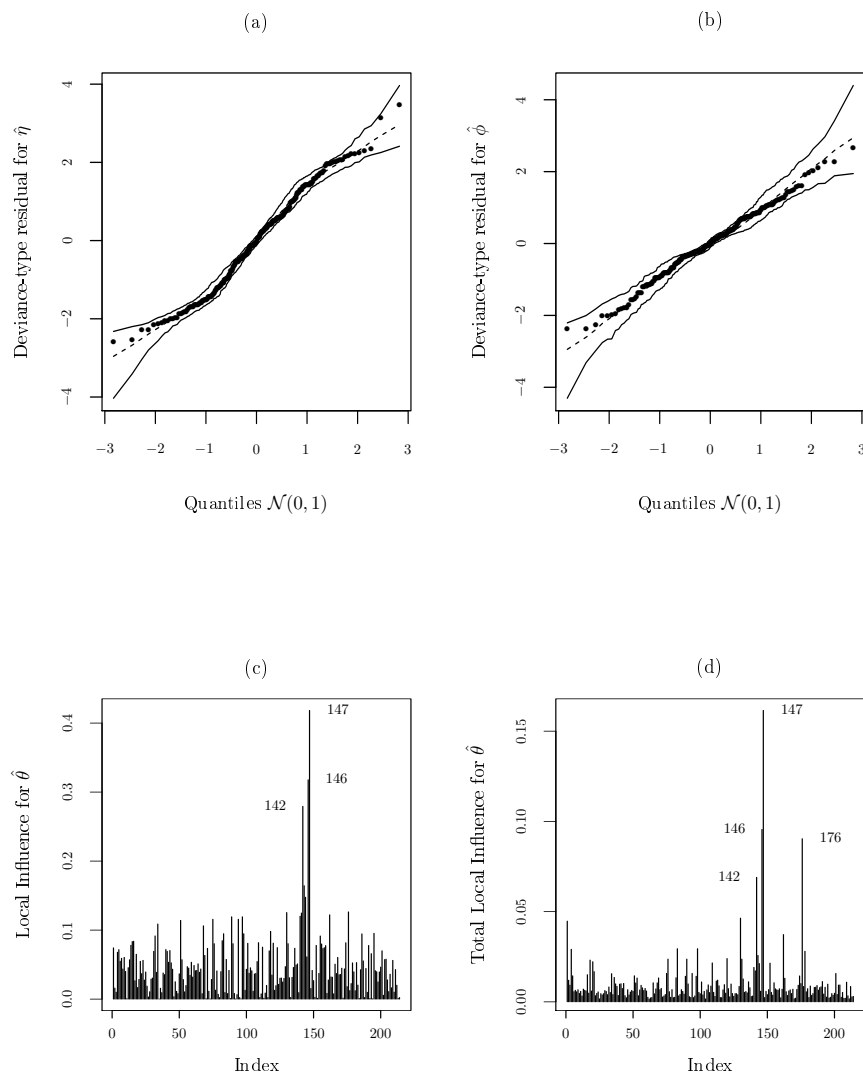 (a)
Deviance-type residual for η̂
4
2
0
−2
−4
−3 −2 −1 0 1 2 3
Quantiles 𝒩(0, 1)
(b)
Deviance-type residual for ϕ̂
4
2
0
−2
−4
−3 −2 −1 0 1 2 3
Quantiles 𝒩(0, 1)
(c)
Local Influence for θ̂
0.4
0.3
0.2
0.1
0.0
147
146
142
0 50 100 150 200
Index
(d)
Total Local Influence for θ̂
0.15
0.10
0.05
0.00
147
146
176
142
0 50 100 150 200
Index